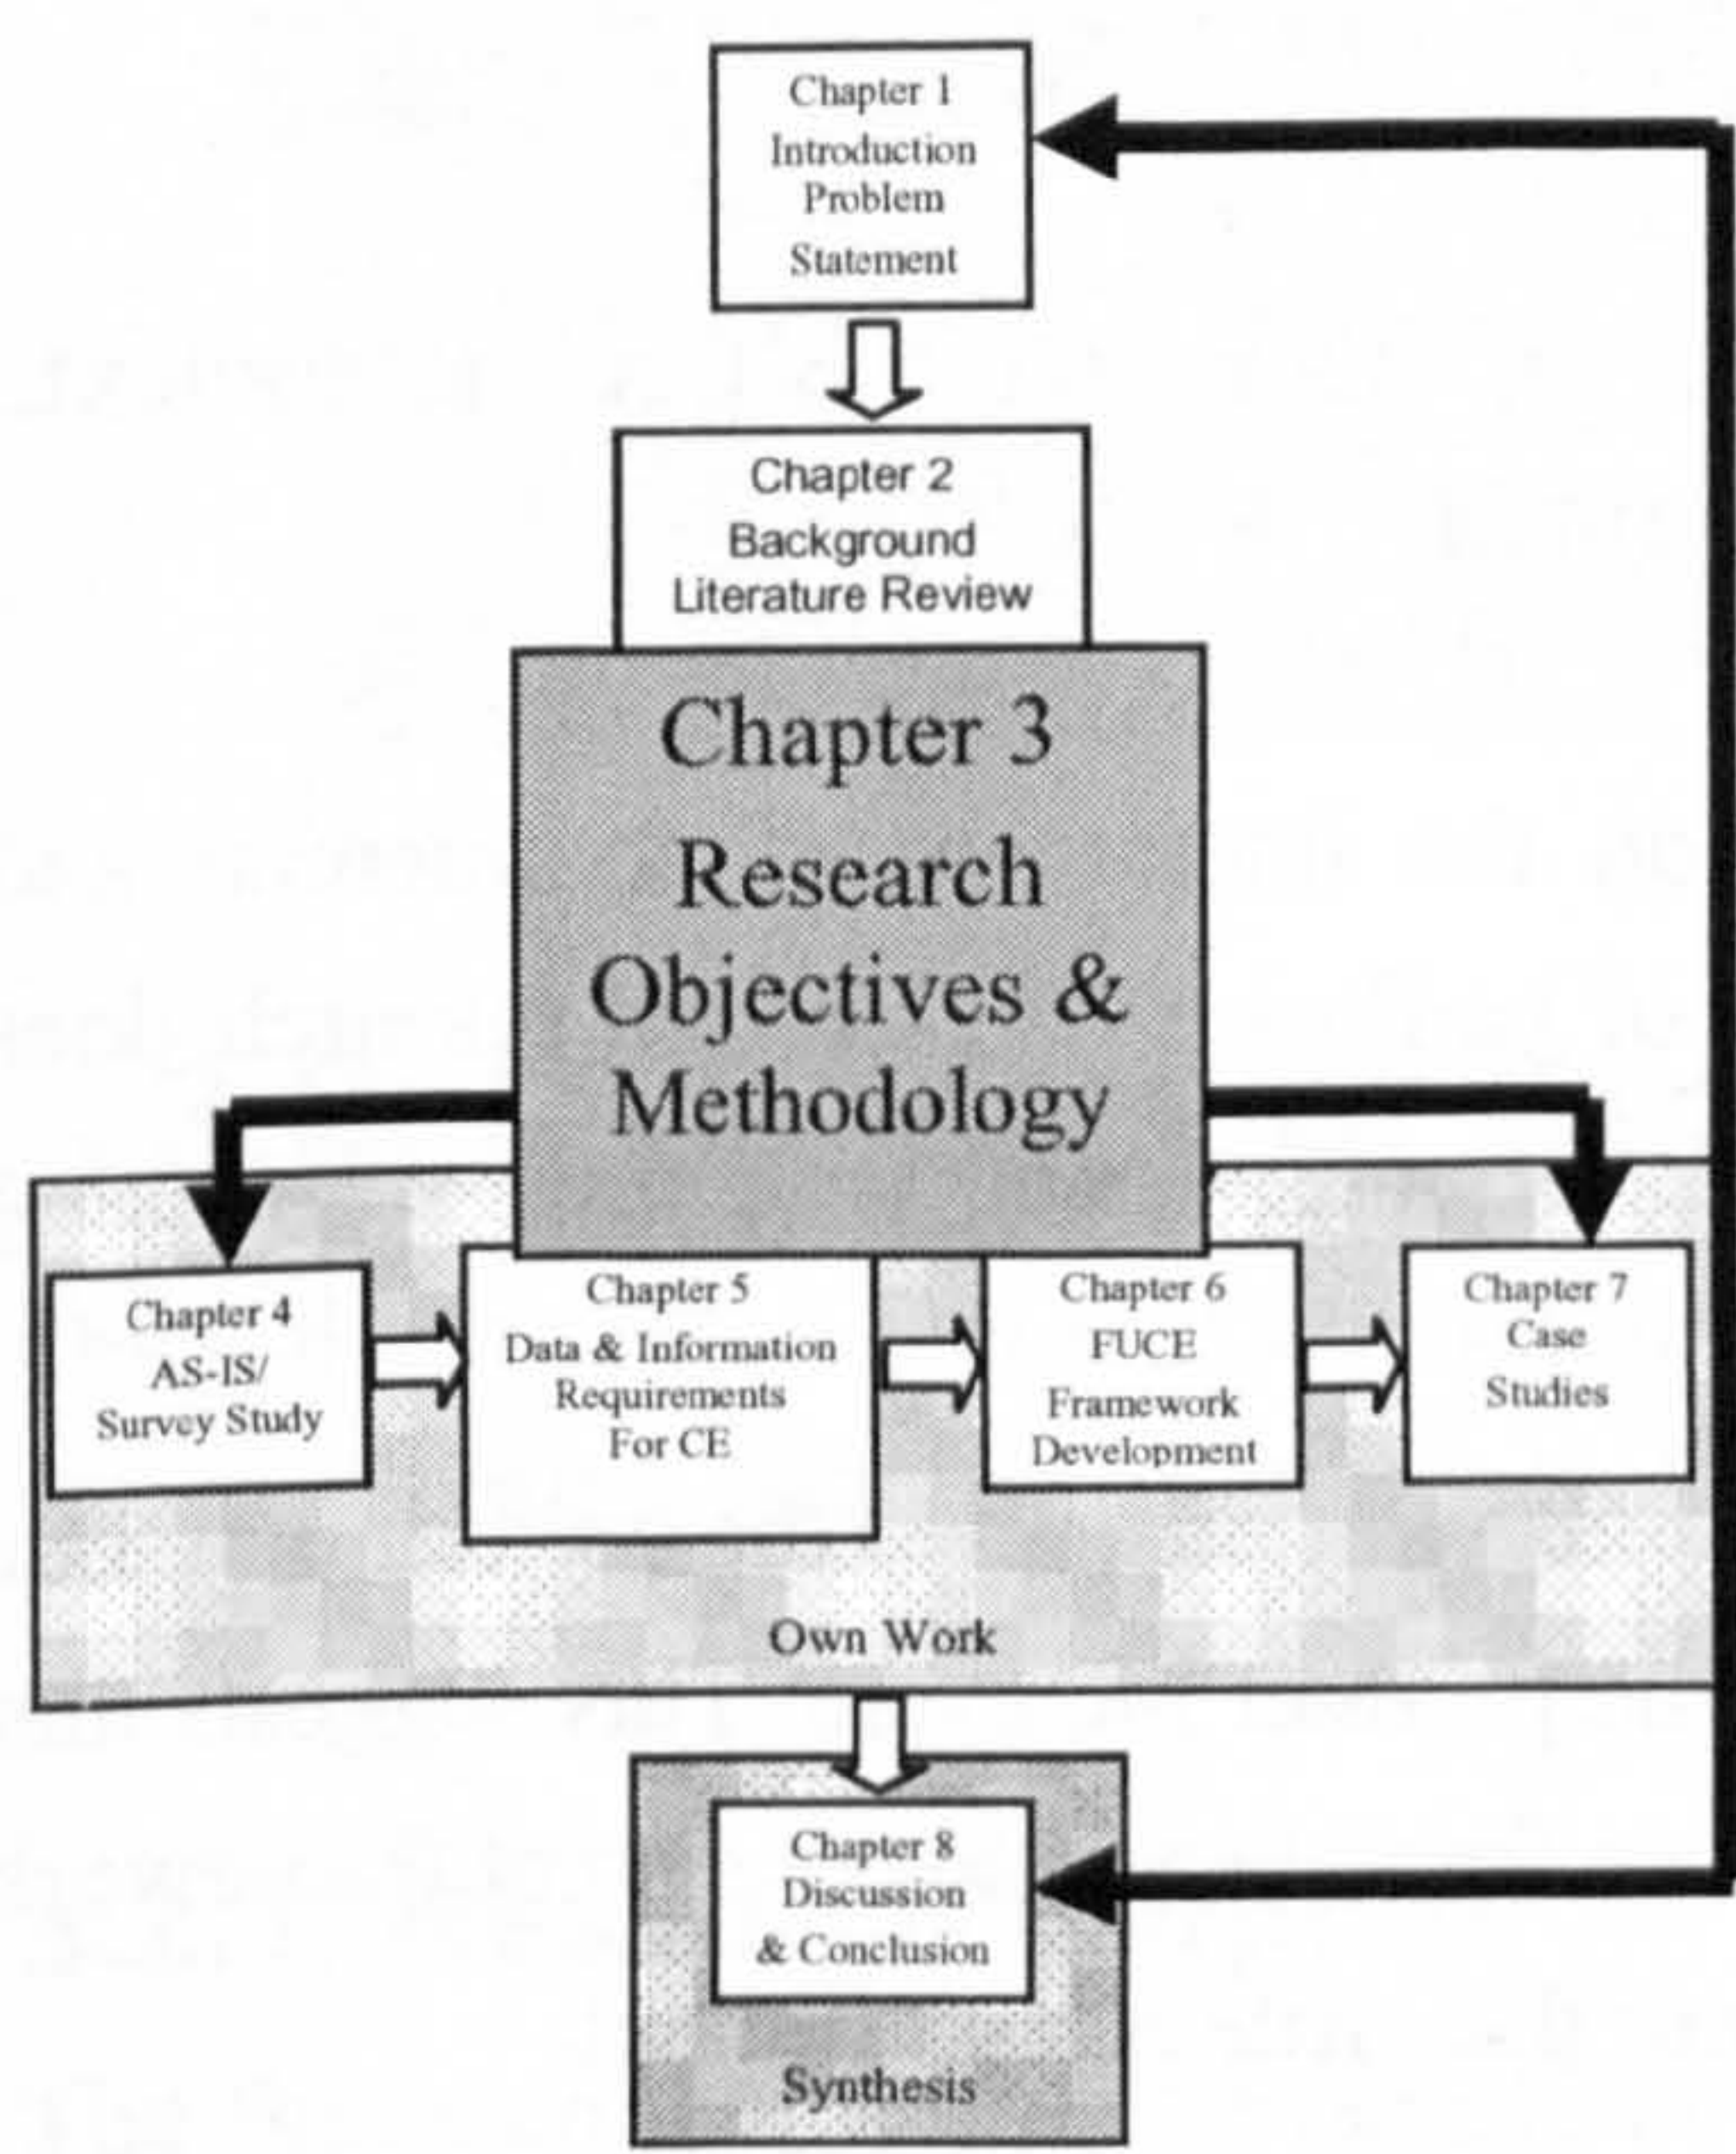 Chapter 1
Introduction
Problem
Statement
Chapter 2
Background
Literature Review
Chapter 3
Research
Objectives &
Methodology
Chapter 4
AS-IS/
Survey Study
Chapter 5
Data & Information
Requirements
For CE
Chapter 6
FUCE
Framework
Development
Chapter 7
Case
Studies
Own Work
Chapter 8
Discussion
& Conclusion
Synthesis